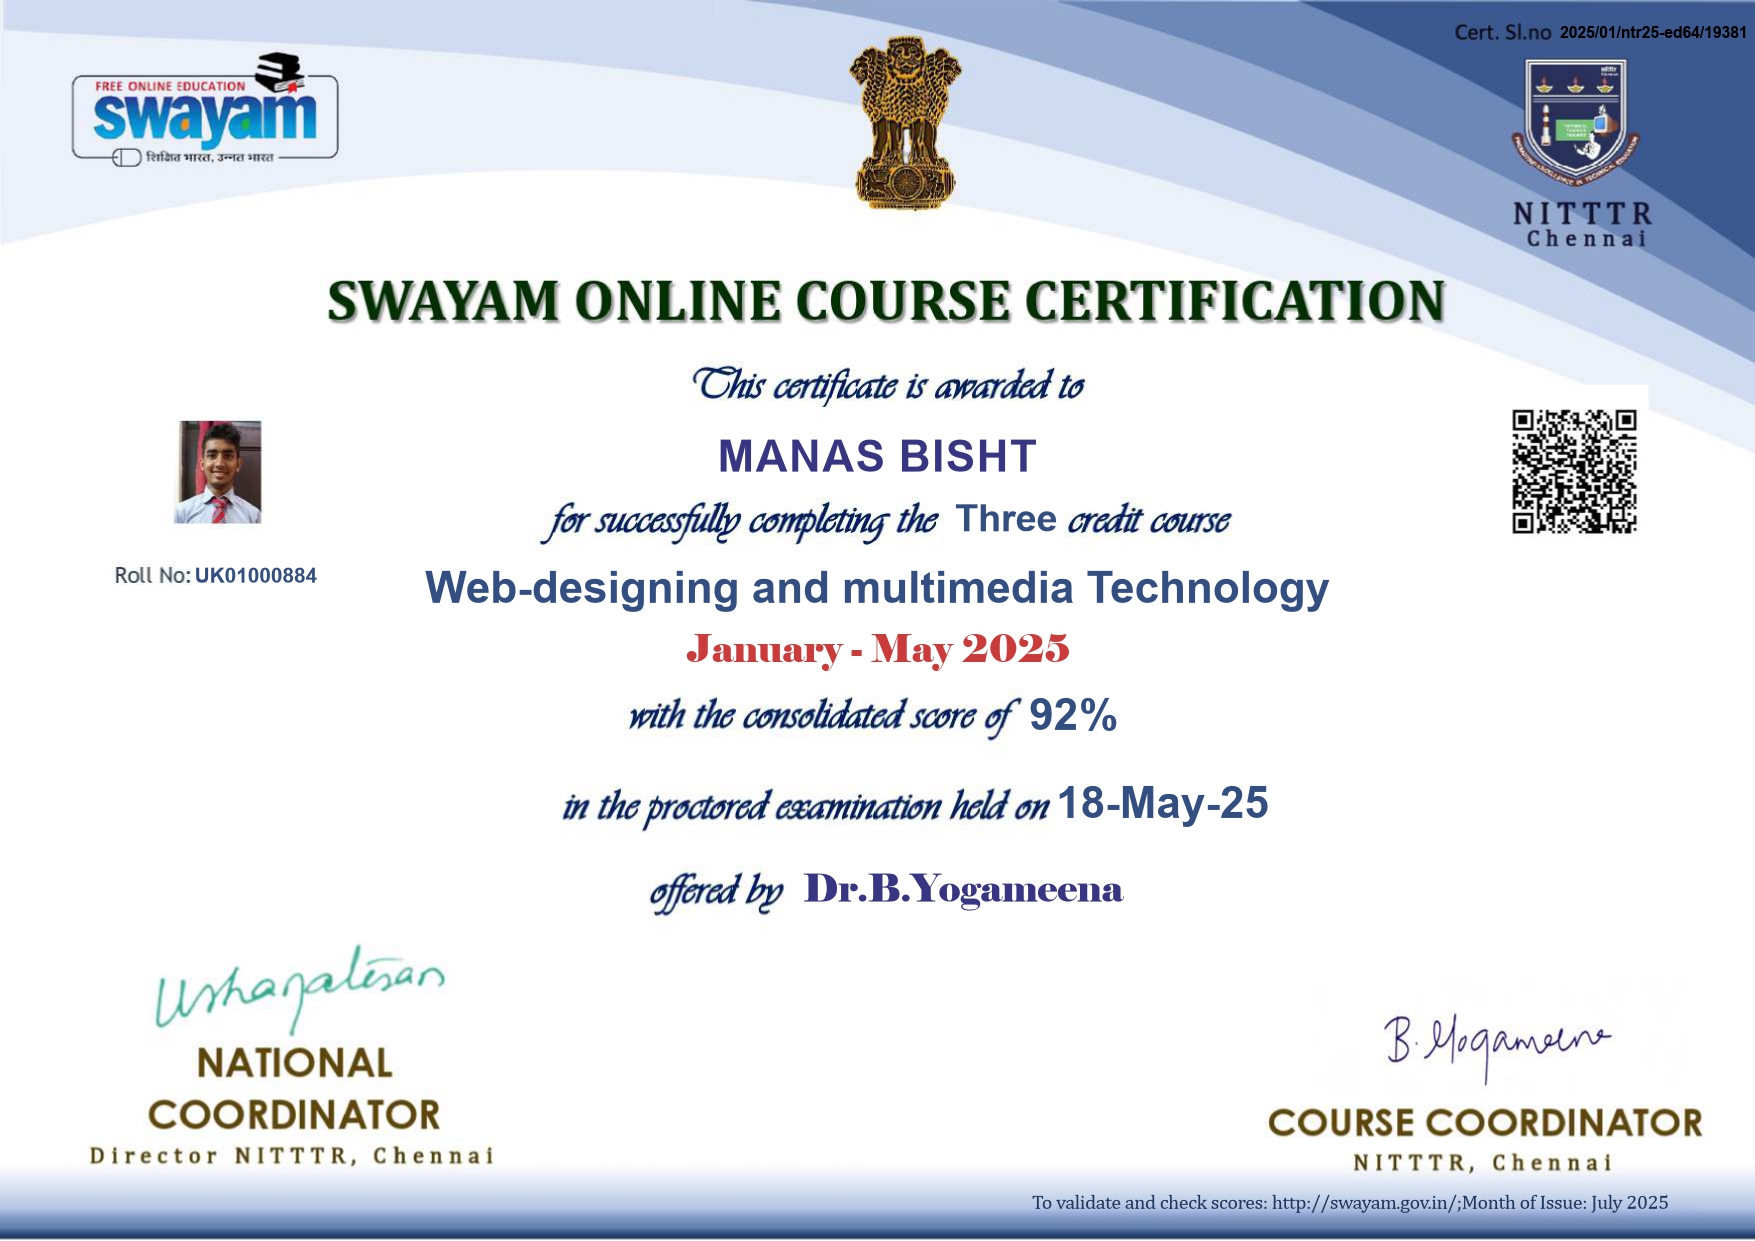 Cert. Sl.no 2025/01/ntr25-ed64/19381
FREE ONLINE EDUCATION
swayam
शिक्षित भारत, उन्नत भारत
NITTTR
Chennai
SWAYAM ONLINE COURSE CERTIFICATION
This certificate is awarded to
MANAS BISHT
for successfully completing the Three credit course
Roll No: UK01000884
Web-designing and multimedia Technology
January - May 2025
with the consolidated score of 92%
in the proctored examination held on 18-May-25
offered by Dr.B.Yogameena
B. Yogameena
NATIONAL
COORDINATOR
Director NITTTR, Chennai
COURSE COORDINATOR
NITTTR, Chennai
To validate and check scores: http://swayam.gov.in/;Month of Issue: July 2025